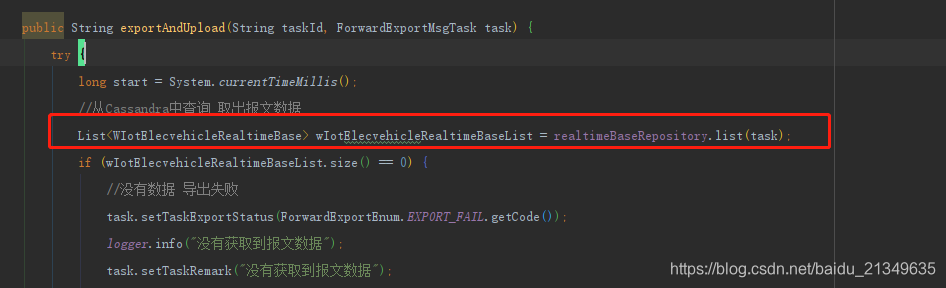 public String exportAndUpload(String taskId, ForwardExportMsgTask task) {
try {
long start = System.currentTimeMillis();
//从Cassandra中查询 取出报文数据
List<WIotElecvehicleRealtimeBase> wIotElecvehicleRealtimeBaseList = realtimeBaseRepository.list(task);
if (wIotElecvehicleRealtimeBaseList.size() == 0) {
//没有数据 导出失败
task.setTaskExportStatus(ForwardExportEnum.EXPORT_FAIL.getCode());
logger.info("没有获取到报文数据");
task.setTaskRemark("没有获取到报文数据");
https://blog.csdn.net/baidu_21349635